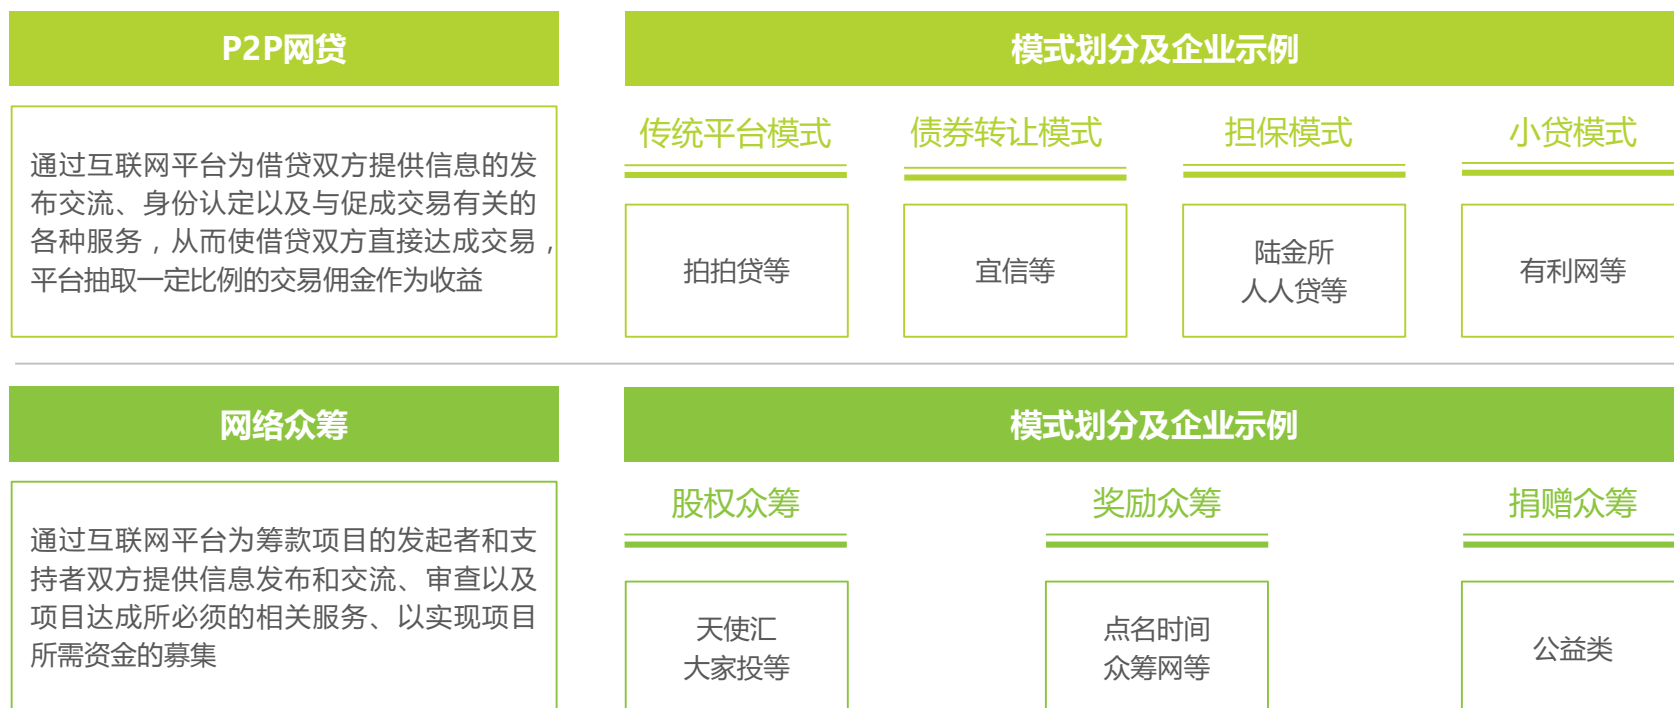 P2P网贷
模式划分及企业示例
通过互联网平台为借贷双方提供信息的发
布交流、身份认定以及与促成交易有关的
各种服务，从而使借贷双方直接达成交易，
平台抽取一定比例的交易佣金作为收益
传统平台模式
债券转让模式
担保模式
小贷模式
拍拍贷等
宜信等
陆金所
人人贷等
有利网等
网络众筹
模式划分及企业示例
通过互联网平台为筹款项目的发起者和支
持者双方提供信息发布和交流、审查以及
项目达成所必须的相关服务、以实现项目
所需资金的募集
股权众筹
奖励众筹
捐赠众筹
天使汇
大家投等
点名时间
众筹网等
公益类